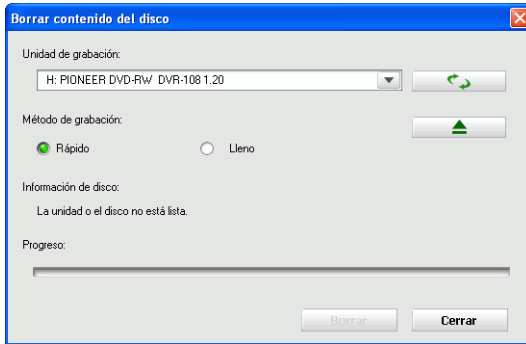 Borrar contenido del disco
Unidad de grabación:
H: PIONEER DVD-RW DVR-108 1.20
Método de grabación:
Rápido
Lleno
Información de disco:
La unidad o el disco no está lista.
Progreso:
Borrar
Cerrar